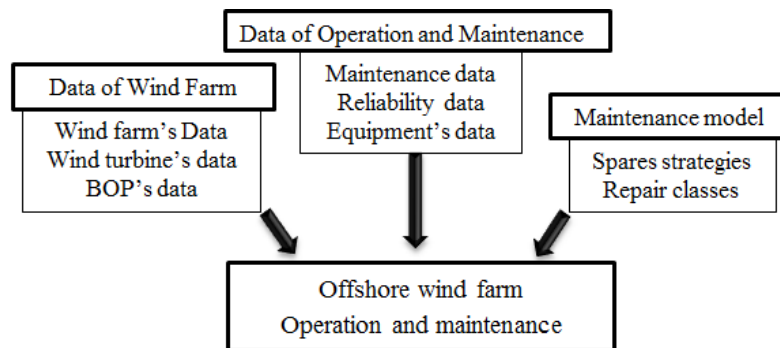 Data of Operation and Maintenance
Maintenance data
Reliability data
Equipment's data
Data of Wind Farm
Wind farm's Data
Wind turbine's data
BOP's data
Maintenance model
Spares strategies
Repair classes
Offshore wind farm
Operation and maintenance